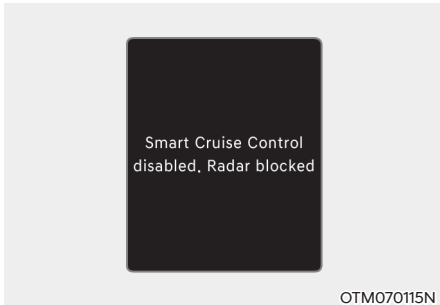 Smart Cruise Control
disabled. Radar blocked
OTM070115N